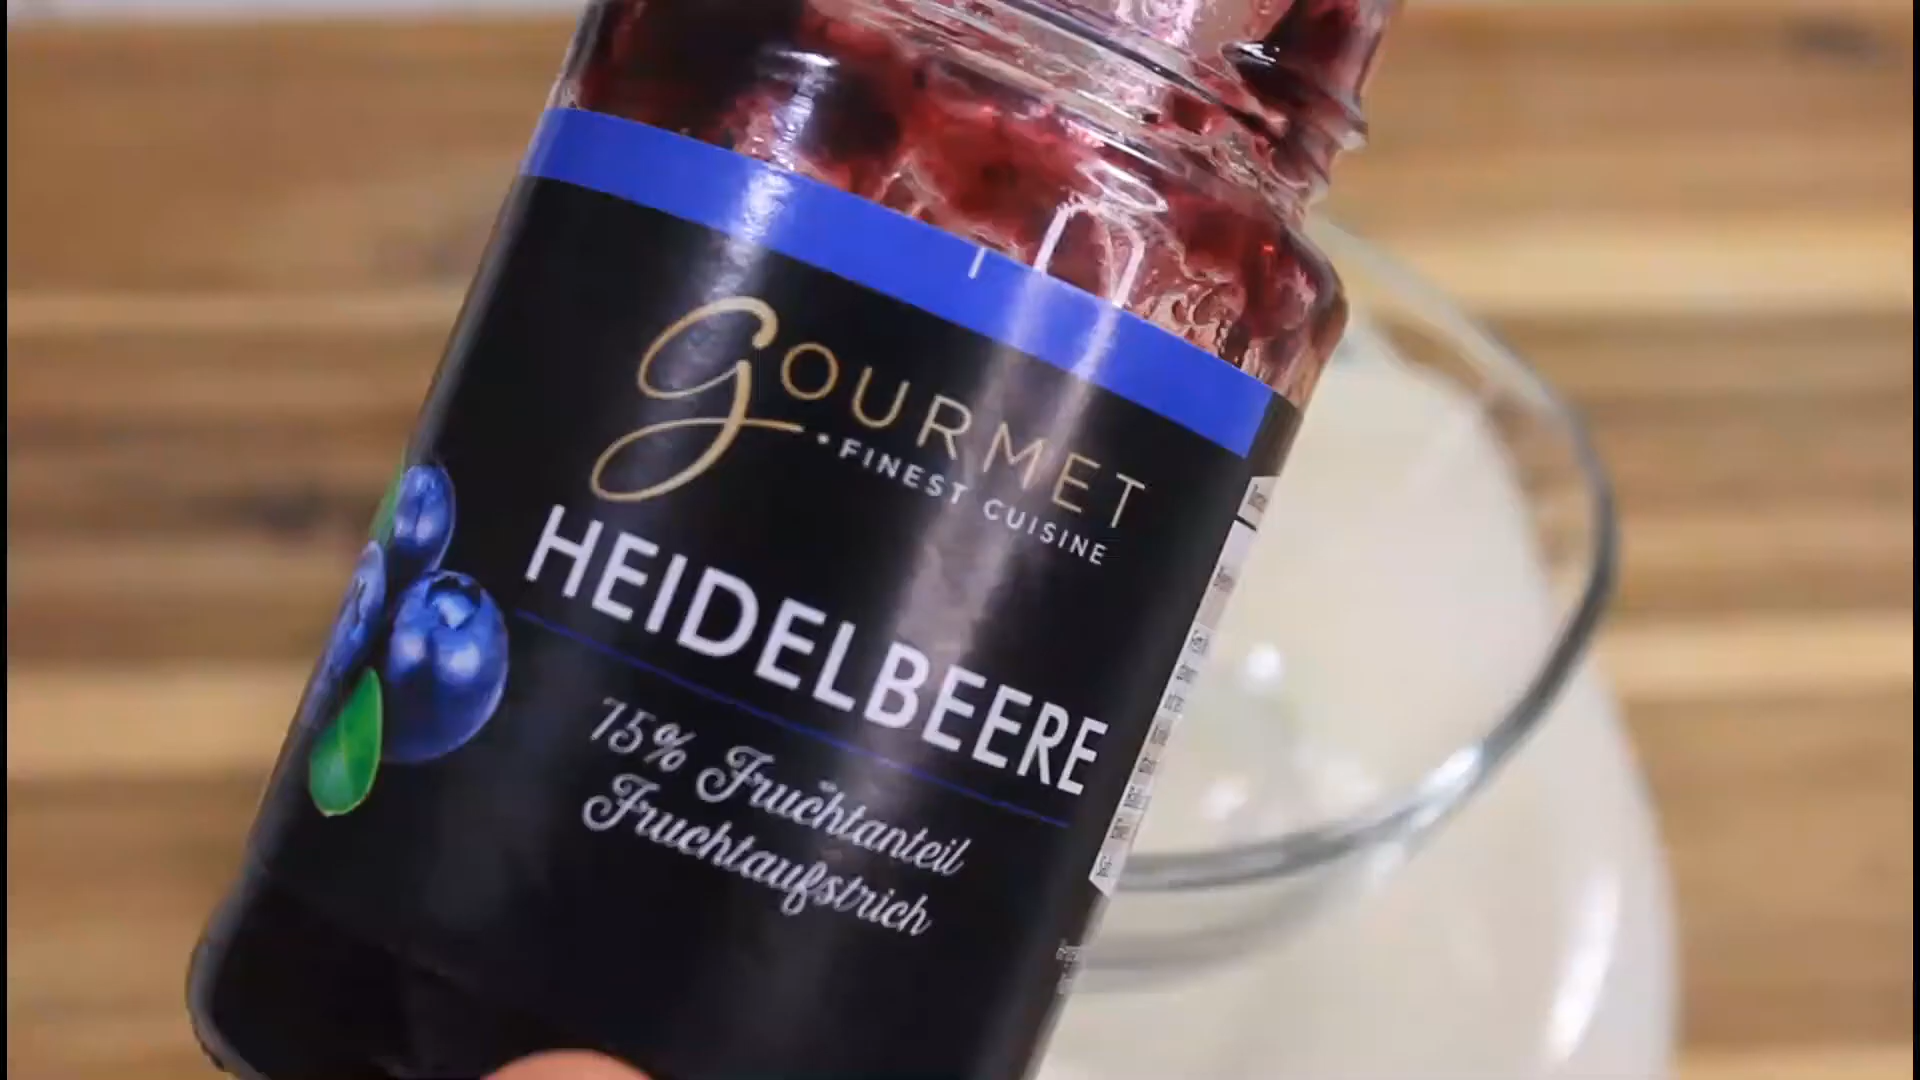 GOURMET
• FINEST CUISINE
HEIDELBEERE
75% Fruchtanteil
Fruchtaufstrich